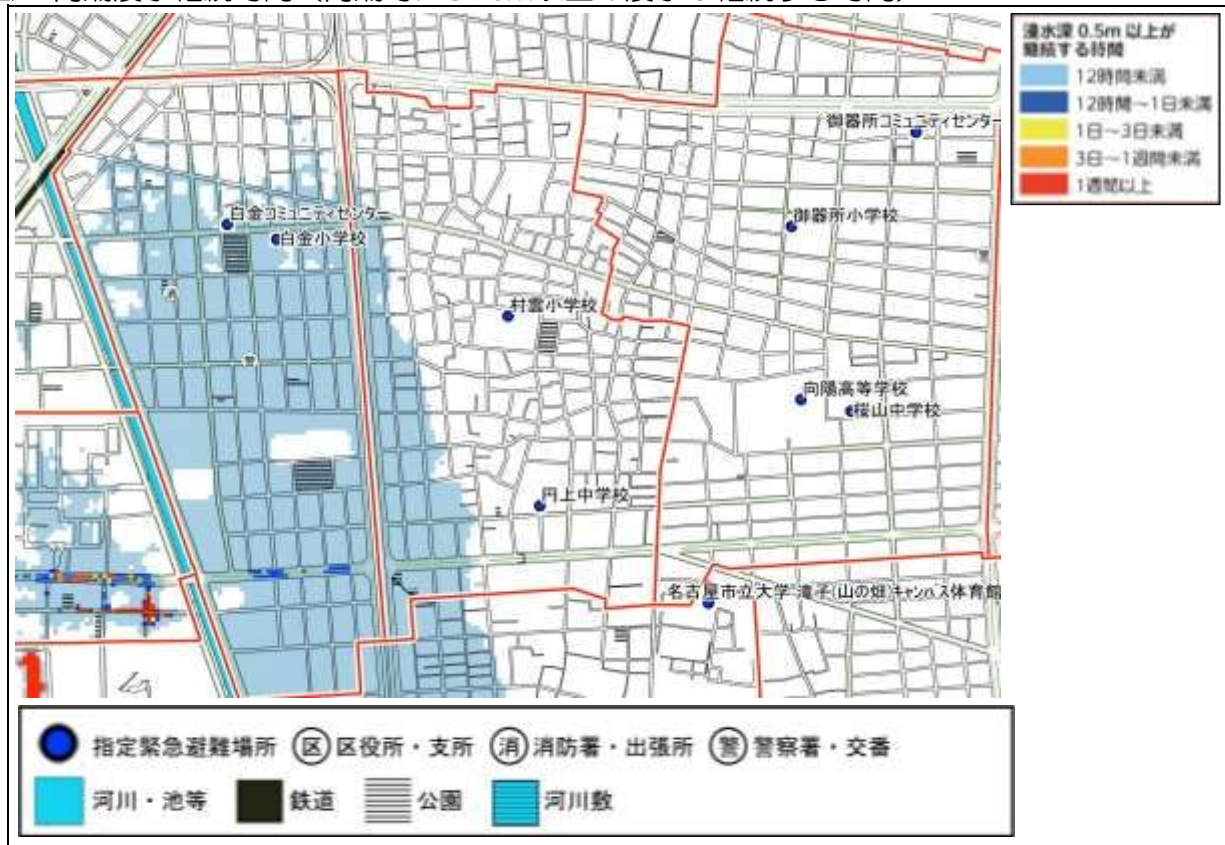 浸水深 0.5m 以上が
継続する時間
12時間未満
12時間～1日未満
1日～3日未満
3日～1週間未満
1週間以上
御器所コミュニティセンター
白金コミュニティセンター
白金小学校
御器所小学校
村雲小学校
向陽高等学校
桜山中学校
円上中学校
名古屋市立大学 滝子(山の畑)キャンパス体育館
指定緊急避難場所 区 区役所・支所 消 消防署・出張所 警 警察署・交番
河川・池等 鉄道 公園 河川敷